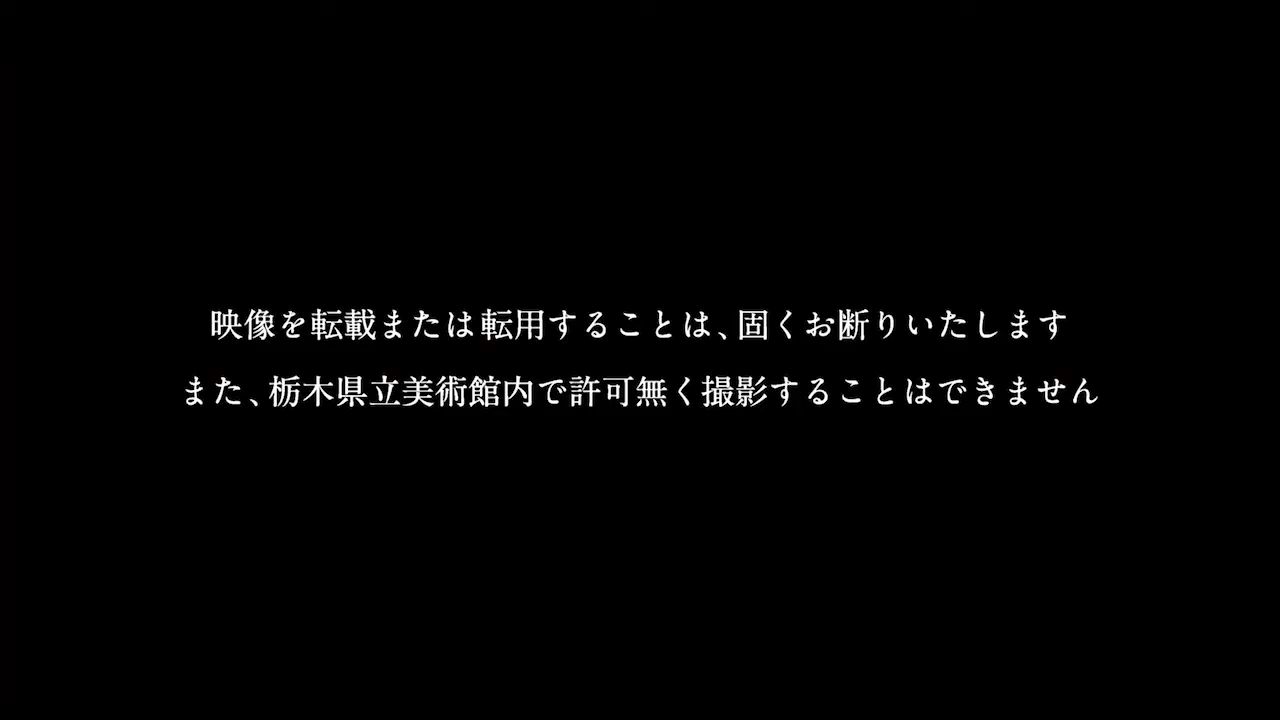 映像を転載または転用することは、固くお断りいたします
また、栃木県立美術館内で許可無く撮影することはできません